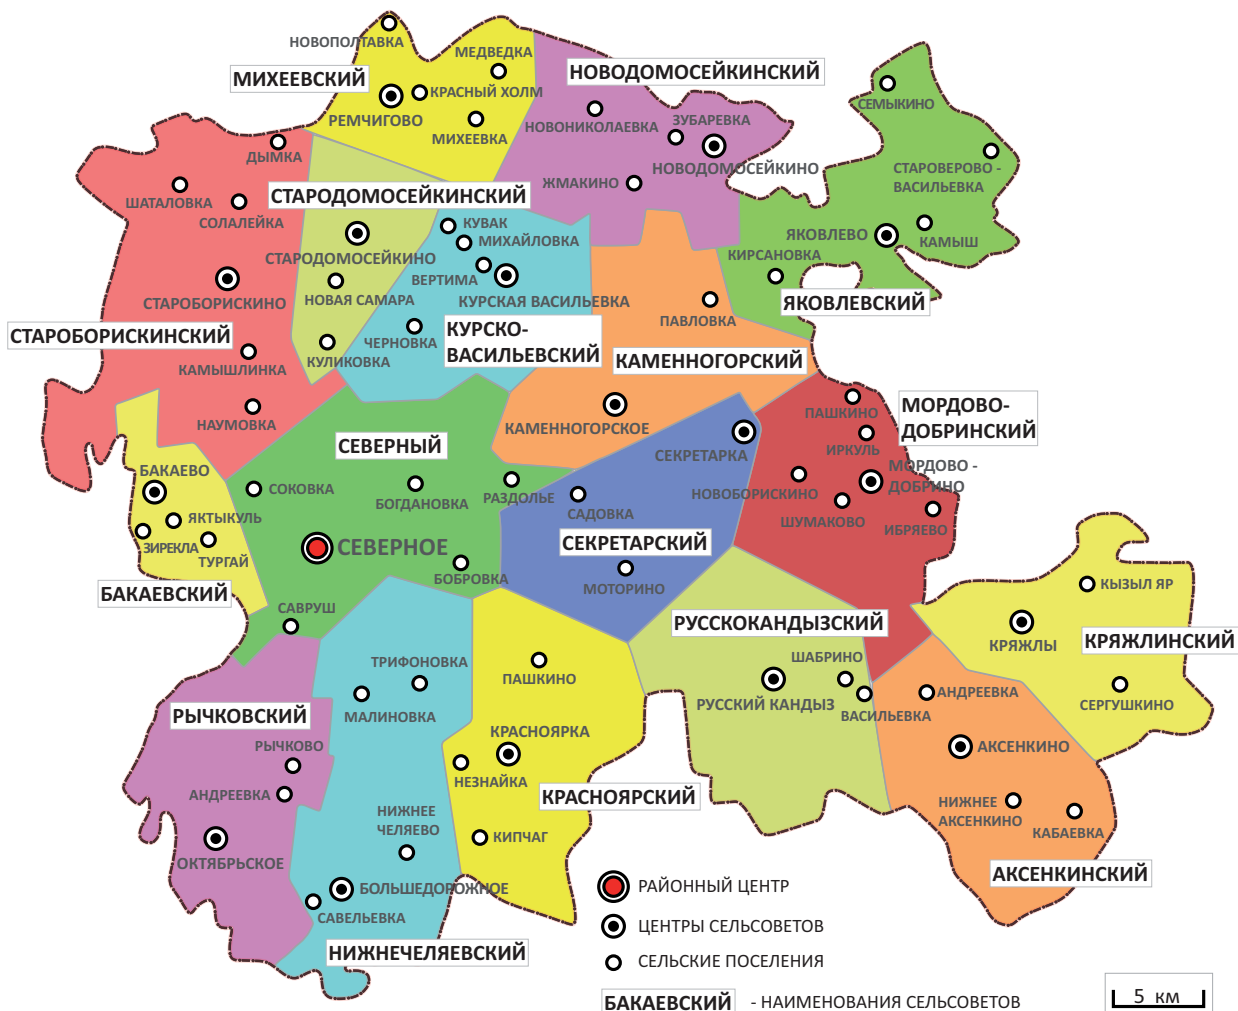 НОВОПОЛТАВКА
МЕДВЕДКА
МИХЕЕВСКИЙ
НОВОДОМОСЕЙКИНСКИЙ
КРАСНЫЙ ХОЛМ
РЕМЧИГОВО
МИХЕЕВКА
НОВОНИКОЛАЕВКА
ЗУБАРЕВКА
НОВОДОМОСЕЙКИНО
ЖМАКИНО
СЕМЫКИНО
СТАРОВЕРОВО -
ВАСИЛЬЕВКА
ДЫМКА
ШАТАЛОВКА
СОЛАЛЕЙКА
СТАРОДОМОСЕЙКИНСКИЙ
СТАРОДОМОСЕЙКИНО
НОВАЯ САМАРА
КУЛИКОВКА
КУВАК
МИХАЙЛОВКА
ВЕРТИМА
КУРСКАЯ ВАСИЛЬЕВКА
ЧЕРНОВКА
КУРСКО-
ВАСИЛЬЕВСКИЙ
ЯКОВЛЕВО
КАМЫШ
КИРСАНОВКА
ЯКОВЛЕВСКИЙ
ПАВЛОВКА
КАМЕННОГОРСКИЙ
КАМЕННОГОРСКОЕ
СТАРОБОРИСКИНО
СТАРОБОРИСКИНСКИЙ
КАМЫШЛИНКА
НАУМОВКА
СЕВЕРНЫЙ
СОКОВКА
БОГДАНОВКА
РАЗДОЛЬЕ
СЕВЕРНОЕ
БОБРОВКА
САВРУШ
БАКАЕВО
ЯКТЫКУЛЬ
ЗИРЕКЛА
ТУРГАЙ
БАКАЕВСКИЙ
СЕКРЕТАРКА
САДОВКА
СЕКРЕТАРСКИЙ
МОТОРИНО
ПАШКИНО
МОРДОВО-
ДОБРИНСКИЙ
ИРКУЛЬ
МОРДОВО -
ДОБРИНО
НОВОБОРИСКИНО
ШУМАКОВО
ИБРЯЕВО
КЫЗЫЛ ЯР
КРЯЖЛЫ
КРЯЖЛИНСКИЙ
СЕРГУШКИНО
РУССКОКАНДЫЗСКИЙ
ШАБРИНО
РУССКИЙ КАНДЫЗ
ВАСИЛЬЕВКА
АНДРЕЕВКА
АКСЕНКИНО
НИЖНЕЕ
АКСЕНКИНО
КАБАЕВКА
АКСЕНКИНСКИЙ
ТРИФОНОВКА
МАЛИНОВКА
ПАШКИНО
КРАСНОЯРКА
НЕЗНАЙКА
КРАСНОЯРСКИЙ
КИПЧАГ
РЫЧКОВСКИЙ
РЫЧКОВО
АНДРЕЕВКА
ОКТЯБРЬСКОЕ
НИЖНЕЕ
ЧЕЛЯЕВО
БОЛЬШЕДОРОЖНОЕ
САВЕЛЬЕВКА
НИЖНЕЧЕЛЯЕВСКИЙ
РАЙОННЫЙ ЦЕНТР
ЦЕНТРЫ СЕЛЬСОВЕТОВ
СЕЛЬСКИЕ ПОСЕЛЕНИЯ
БАКАЕВСКИЙ - НАИМЕНОВАНИЯ СЕЛЬСОВЕТОВ
5 км